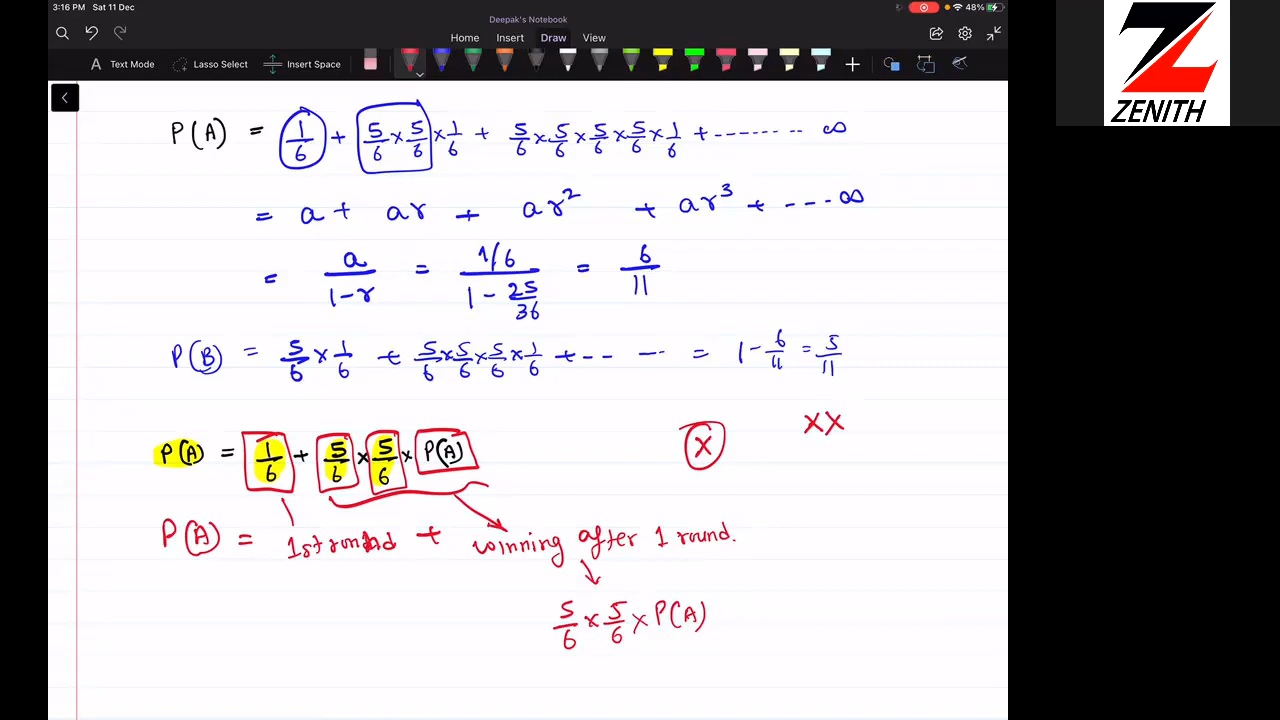 3:16 PM Sat 11 Dec
48%
Deepak's Notebook
Home Insert Draw View
Text Mode Lasso Select Insert Space
ZENITH
P(A) = 1/6 + 5/6 × 5/6 × 1/6 + 5/6 × 5/6 × 5/6 × 5/6 × 1/6 + ------- ∞
= a + ar + ar² + ar³ + --- ∞
= a/(1-r) = (1/6)/(1 - 25/36) = 6/11
P(B) = 5/6 × 1/6 + 5/6 × 5/6 × 5/6 × 1/6 + -- --- = 1 - 6/11 = 5/11
X XX
P(A) = 1/6 + 5/6 × 5/6 × P(A)
P(A) = 1st round + winning after 1 round.
5/6 × 5/6 × P(A)